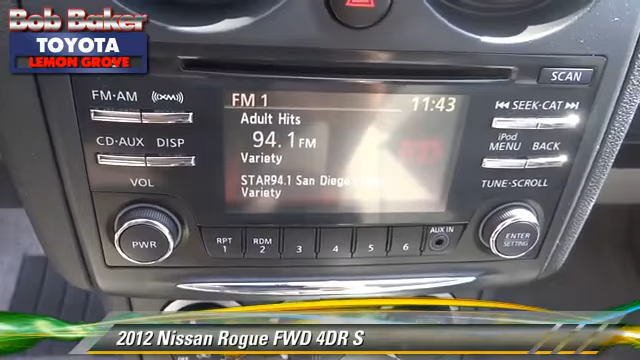 Bob Baker
TOYOTA
LEMON GROVE
SCAN
FM·AM
((XM))
CD·AUX
DISP
VOL
PWR
FM 1
11:43
Adult Hits
94.1 FM
Variety
STAR94.1 San Diego's
Variety
SEEK·CAT
iPod
MENU
BACK
TUNE·SCROLL
ENTER
SETTING
RPT
1
RDM
2
3
4
5
6
AUX IN
2012 Nissan Rogue FWD 4DR S